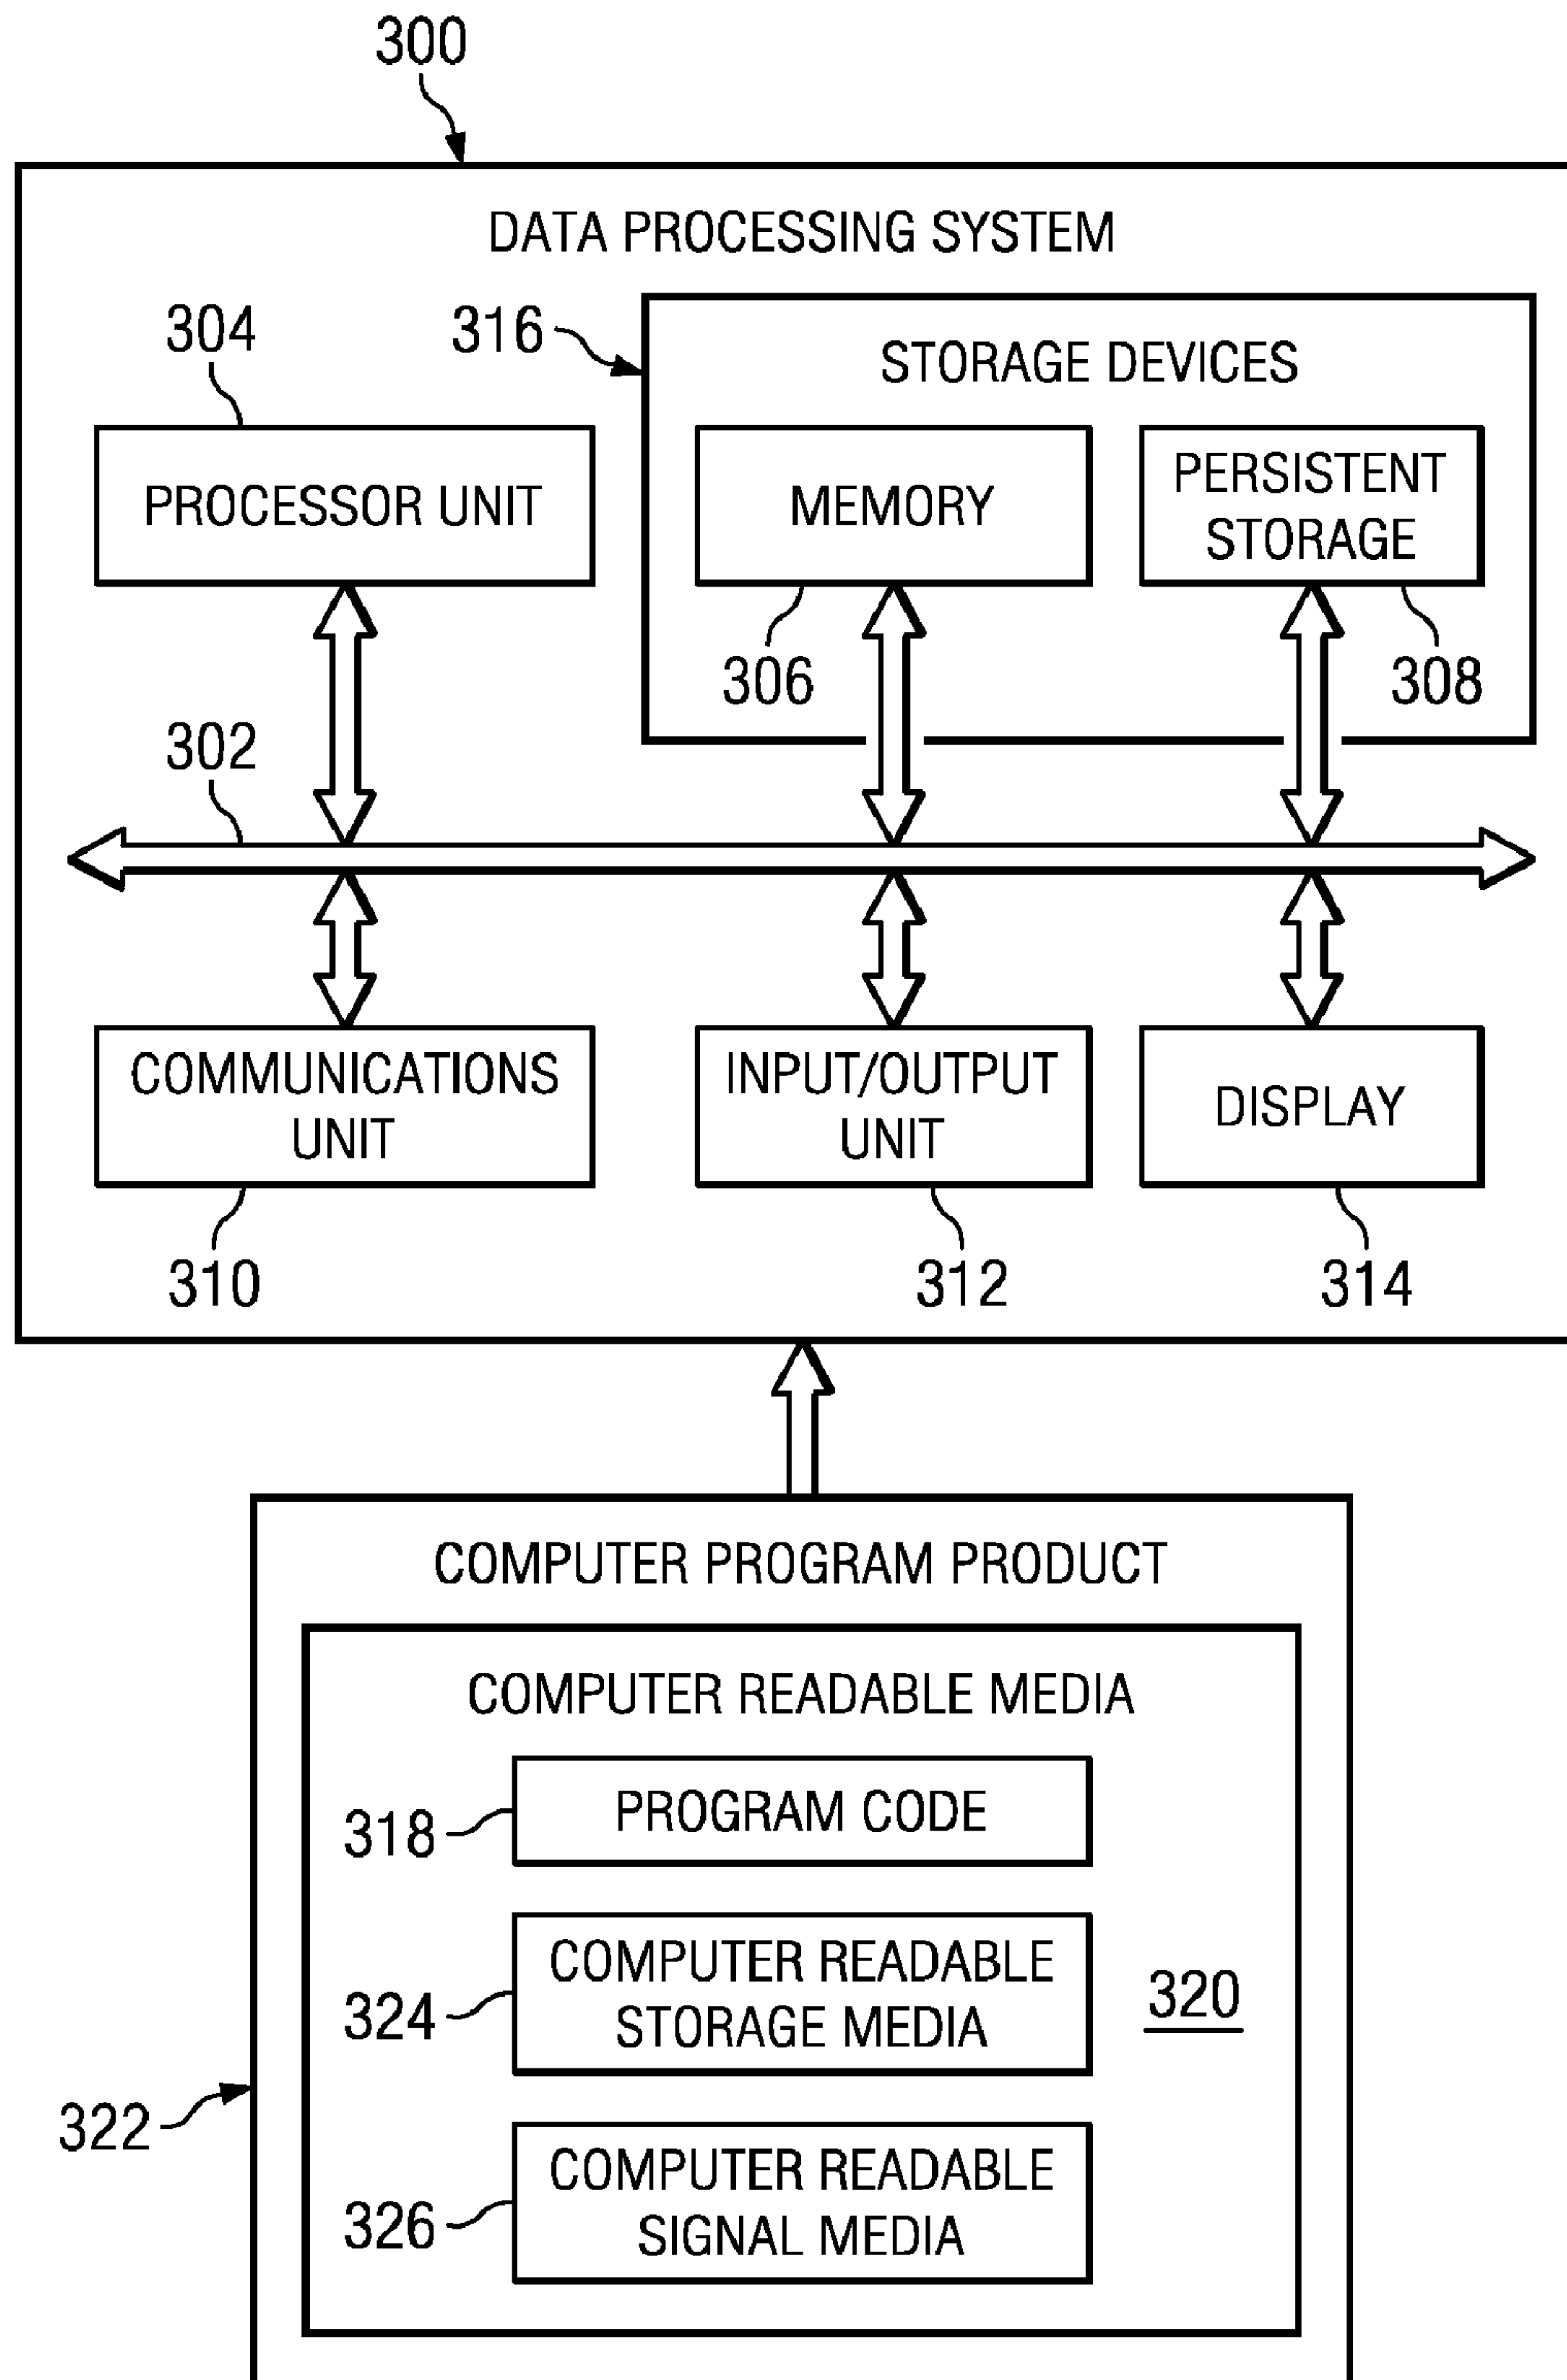 300
DATA PROCESSING SYSTEM
304
316
STORAGE DEVICES
PROCESSOR UNIT
MEMORY
PERSISTENT
STORAGE
306
308
302
COMMUNICATIONS
UNIT
INPUT/OUTPUT
UNIT
DISPLAY
310
312
314
COMPUTER PROGRAM PRODUCT
COMPUTER READABLE MEDIA
318
PROGRAM CODE
324
COMPUTER READABLE
STORAGE MEDIA
320
322
326
COMPUTER READABLE
SIGNAL MEDIA